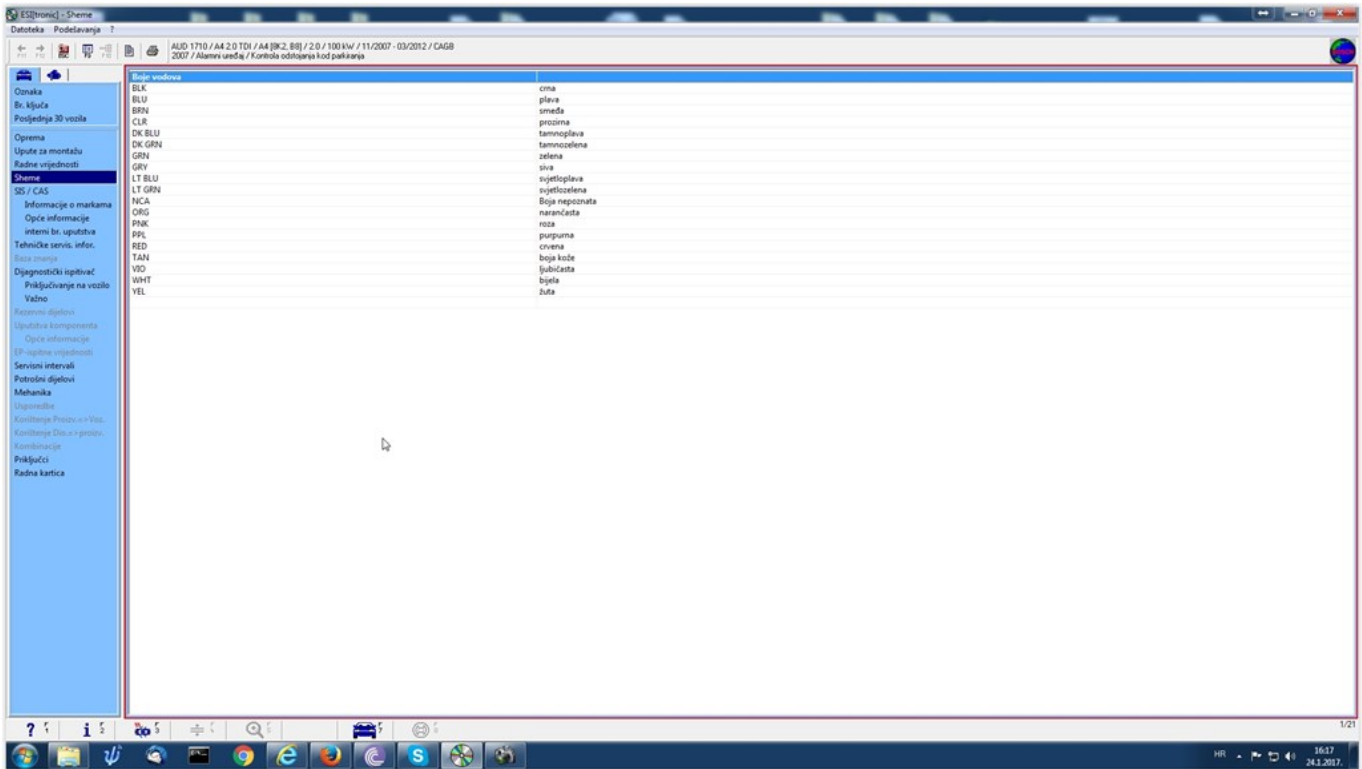 ESI[tronic] - Sheme
Datoteka Podešavanja ?
AUD 1710 / A4 2.0 TDI / A4 [8K2, B8] / 2.0 / 100 kW / 11/2007 - 03/2012 / CAGB
2007 / Alarmni uređaj / Kontrola odstojanja kod parkiranja
Oznaka
Br. ključa
Posljednja 30 vozila
Oprema
Upute za montažu
Radne vrijednosti
Sheme
SIS / CAS
Informacije o markama
Opće informacije
interni br. uputstva
Tehničke servis. infor.
Baza znanja
Dijagnostički ispitivač
Priključivanje na vozilo
Važno
Rezervni dijelovi
Uputstva komponenta
Opće informacije
EP-ispitne vrijednosti
Servisni intervali
Potrošni dijelovi
Mehanika
Usporedbe
Korištenje Proizv.=>Voz.
Korištenje =>proizv.
Kombinacije
Priključci
Radna kartica
Boje vodova
BLK crna
BLU plava
BRN smeđa
CLR prozirna
DK BLU tamnoplava
DK GRN tamnozelena
GRN zelena
GRY siva
LT BLU svjetloplava
LT GRN svjetlozelena
NCA Boja nepoznata
ORG narančasta
PNK roza
PPL purpurna
RED crvena
TAN boja kože
VIO ljubičasta
WHT bijela
YEL žuta
1/21
HR 16:17
24.1.2017.